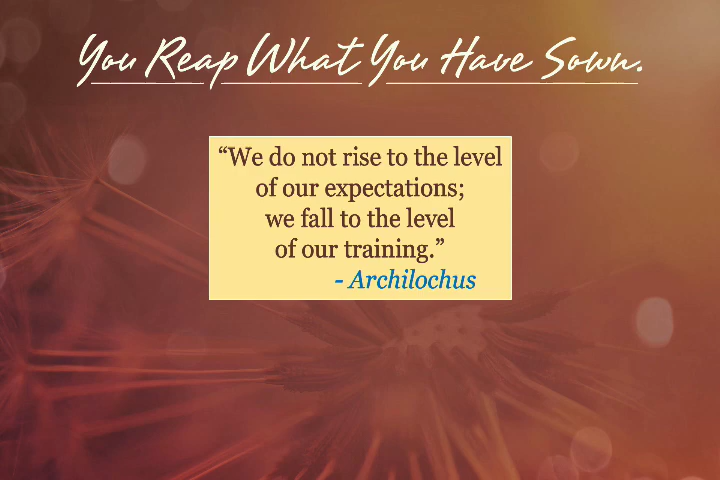 You Reap What You Have Sown.
“We do not rise to the level
of our expectations;
we fall to the level
of our training.”
- Archilochus